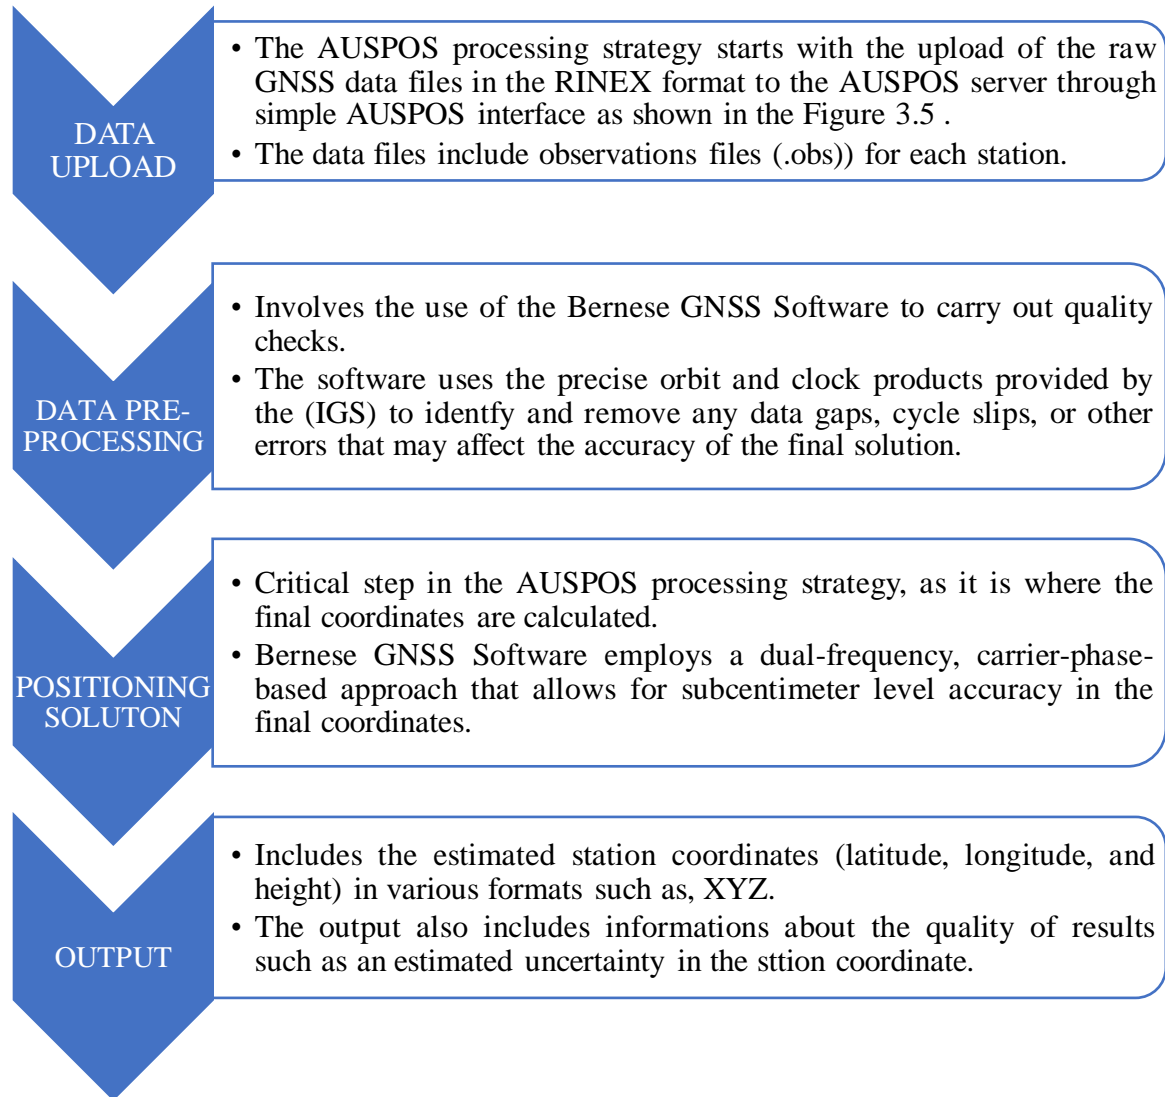 DATA
UPLOAD
• The AUSPOS processing strategy starts with the upload of the raw
GNSS data files in the RINEX format to the AUSPOS server through
simple AUSPOS interface as shown in the Figure 3.5 .
• The data files include observations files (.obs)) for each station.
DATA PRE-
PROCESSING
• Involves the use of the Bernese GNSS Software to carry out quality
checks.
• The software uses the precise orbit and clock products provided by
the (IGS) to identfy and remove any data gaps, cycle slips, or other
errors that may affect the accuracy of the final solution.
POSITIONING
SOLUTON
• Critical step in the AUSPOS processing strategy, as it is where the
final coordinates are calculated.
• Bernese GNSS Software employs a dual-frequency, carrier-phase-
based approach that allows for subcentimeter level accuracy in the
final coordinates.
OUTPUT
• Includes the estimated station coordinates (latitude, longitude, and
height) in various formats such as, XYZ.
• The output also includes informations about the quality of results
such as an estimated uncertainty in the sttion coordinate.